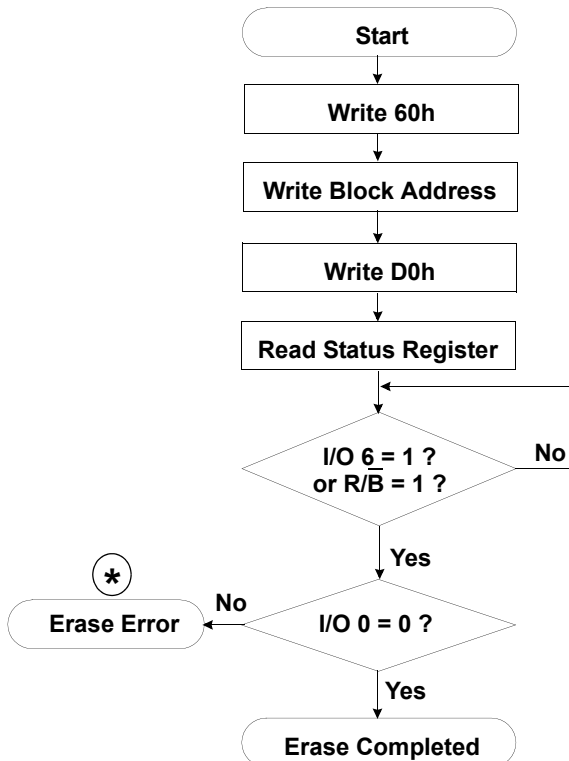 Start
Write 60h
Write Block Address
Write D0h
Read Status Register
I/O 6 = 1 ?
or R/B̅ = 1 ?
No
Yes
*
No
Erase Error
I/O 0 = 0 ?
Yes
Erase Completed